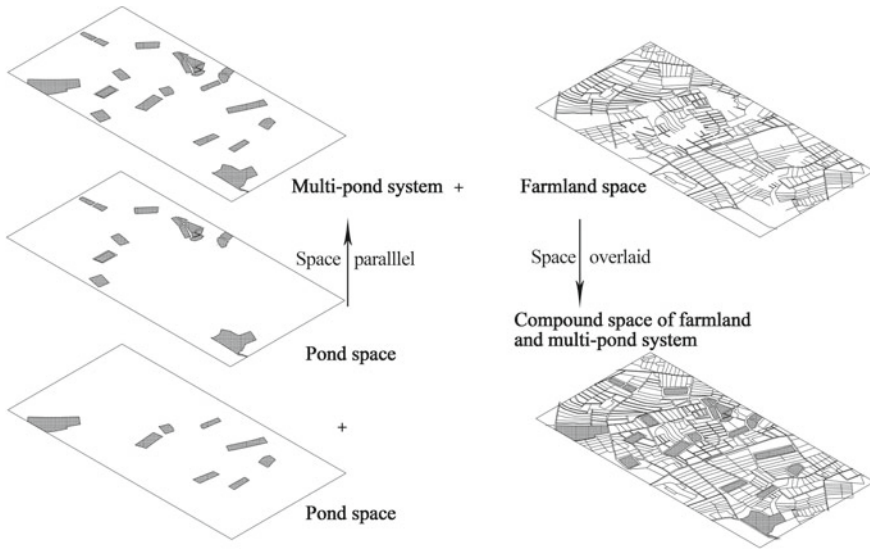 Multi-pond system +
Farmland space
Space paralllel
Space overlaid
Pond space
Compound space of farmland
and multi-pond system
+
Pond space